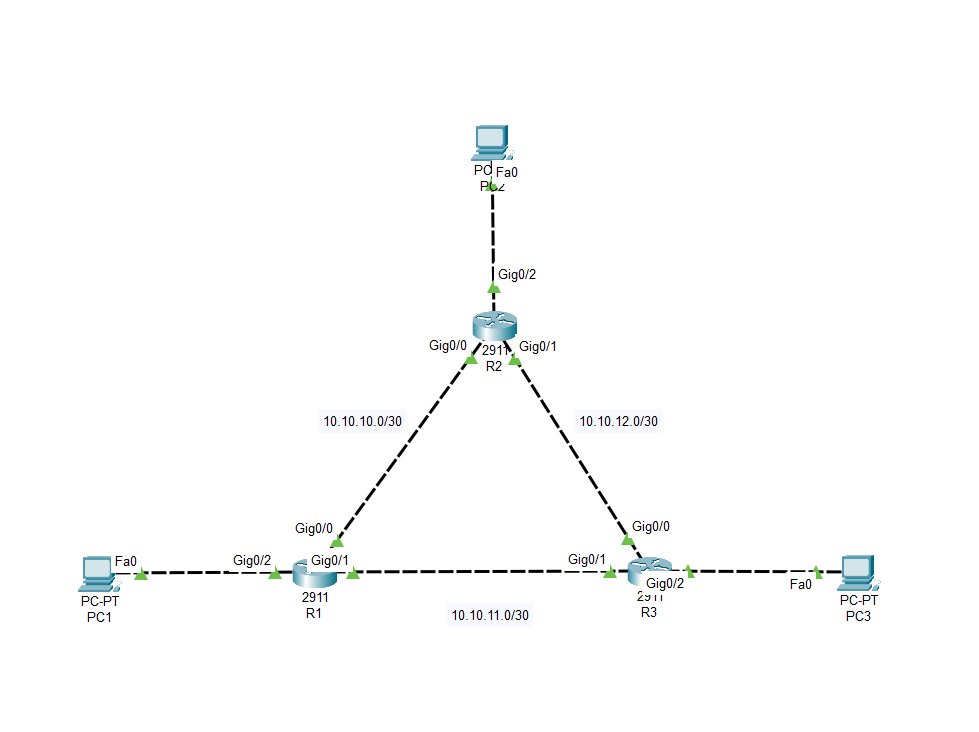 Fa0
PC2
Gig0/2
Gig0/0
Gig0/1
2911
R2
10.10.10.0/30
10.10.12.0/30
Gig0/0
Gig0/0
Fa0
Gig0/2
Gig0/1
Gig0/1
Gig0/2
Fa0
PC-PT
PC1
2911
R1
2911
R3
PC-PT
PC3
10.10.11.0/30